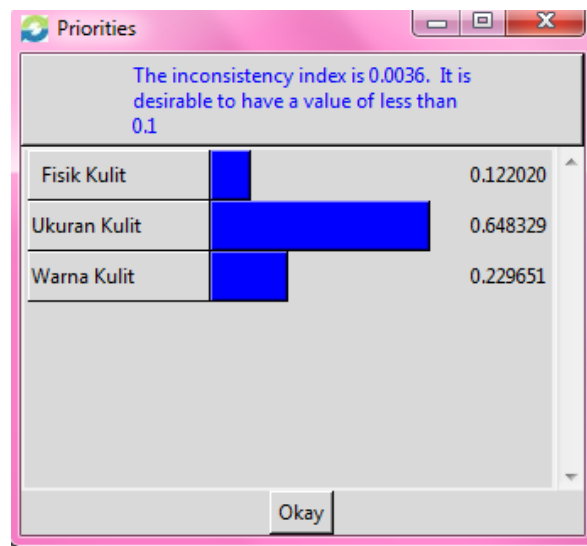 Priorities
The inconsistency index is 0.0036. It is
desirable to have a value of less than
0.1
Fisik Kulit 0.122020
Ukuran Kulit 0.648329
Warna Kulit 0.229651
Okay